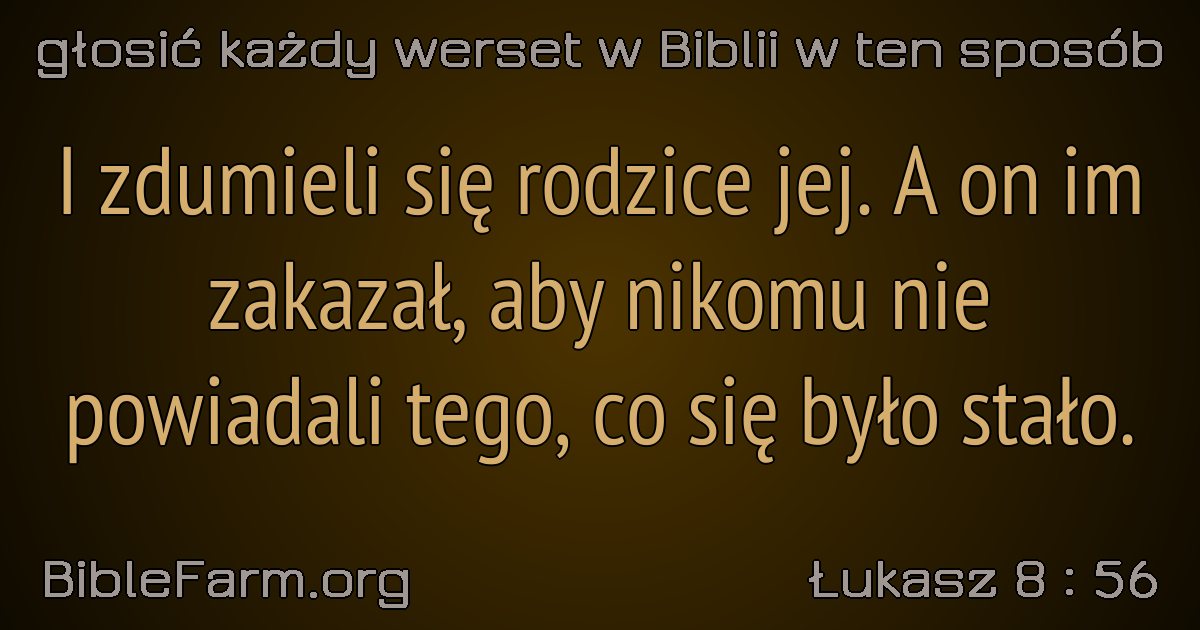 głosić każdy werset w Biblii w ten sposób
I zdumieli się rodzice jej. A on im
zakazał, aby nikomu nie
powiadali tego, co się było stało.
BibleFarm.org
Łukasz 8 : 56